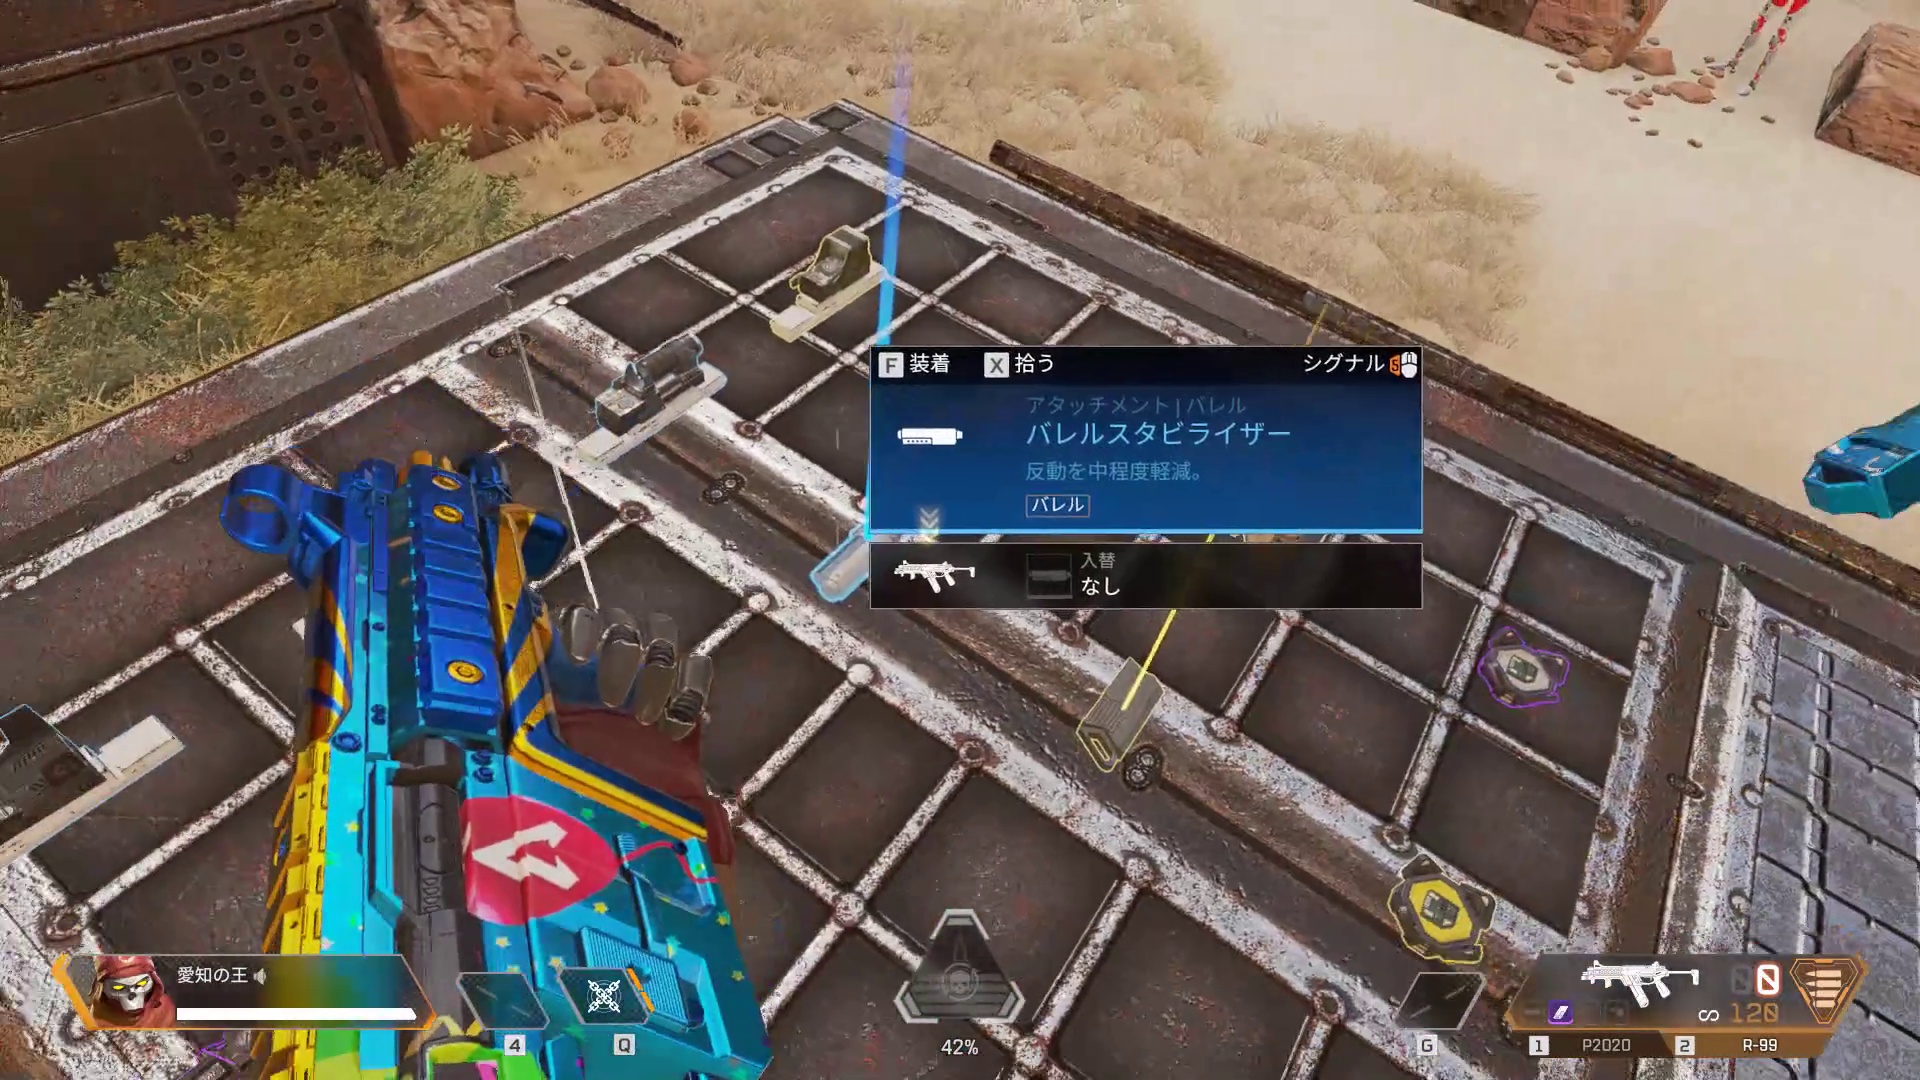 F 装着 X 拾う シグナル 5
アタッチメント | バレル
バレルスタビライザー
反動を中程度軽減。
バレル
入替
なし
愛知の王
4
Q
42%
G
00
∞ 120
1 P2020 2 R-99